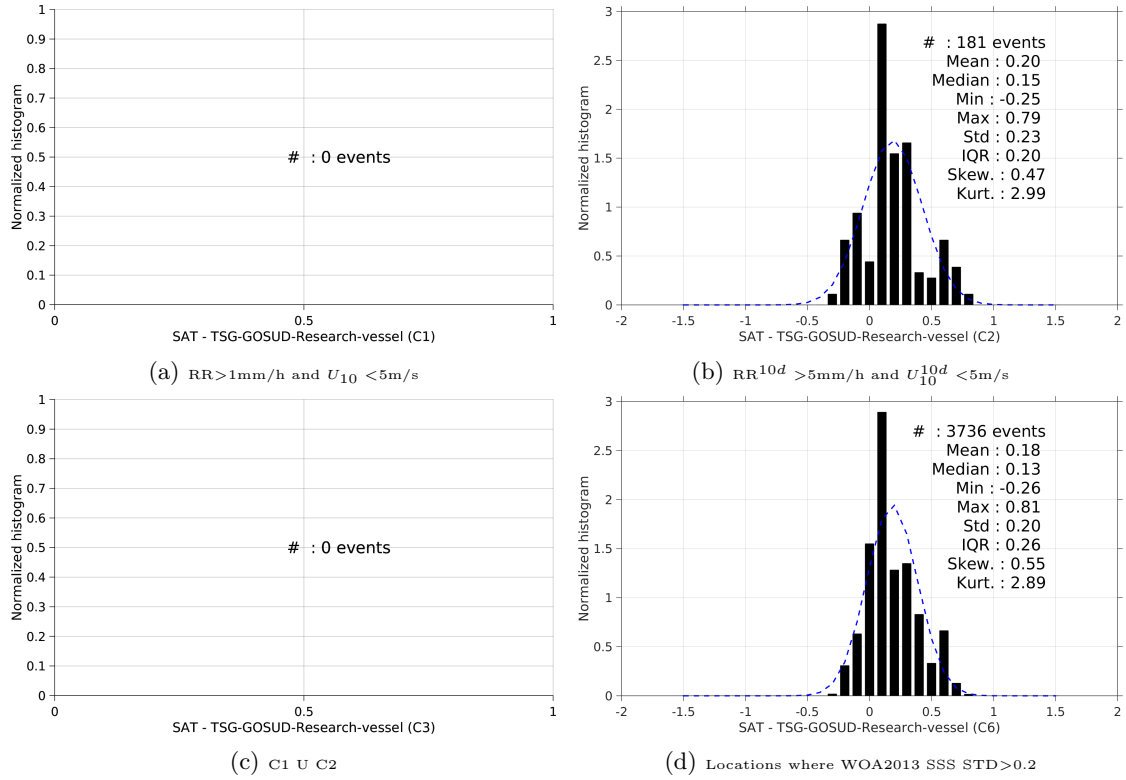 1
0.9
0.8
0.7
0.6
0.5
0.4
0.3
0.2
0.1
0
Normalized histogram
# : 0 events
0 0.5 1
SAT - TSG-GOSUD-Research-vessel (C1)
(a) RR>1mm/h and U10 <5m/s
3
2.5
2
1.5
1
0.5
0
Normalized histogram
# : 181 events
Mean : 0.20
Median : 0.15
Min : -0.25
Max : 0.79
Std : 0.23
IQR : 0.20
Skew. : 0.47
Kurt. : 2.99
-2 -1.5 -1 -0.5 0 0.5 1 1.5 2
SAT - TSG-GOSUD-Research-vessel (C2)
(b) RR^10d >5mm/h and U10^10d <5m/s
1
0.9
0.8
0.7
0.6
0.5
0.4
0.3
0.2
0.1
0
Normalized histogram
# : 0 events
0 0.5 1
SAT - TSG-GOSUD-Research-vessel (C3)
(c) C1 U C2
3
2.5
2
1.5
1
0.5
0
Normalized histogram
# : 3736 events
Mean : 0.18
Median : 0.13
Min : -0.26
Max : 0.81
Std : 0.20
IQR : 0.26
Skew. : 0.55
Kurt. : 2.89
-2 -1.5 -1 -0.5 0 0.5 1 1.5 2
SAT - TSG-GOSUD-Research-vessel (C6)
(d) Locations where WOA2013 SSS STD>0.2